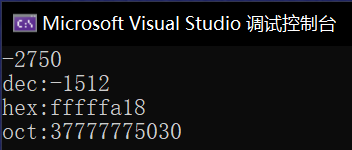 C:\ Microsoft Visual Studio 调试控制台
-2750
dec:-1512
hex:fffffa18
oct:37777775030